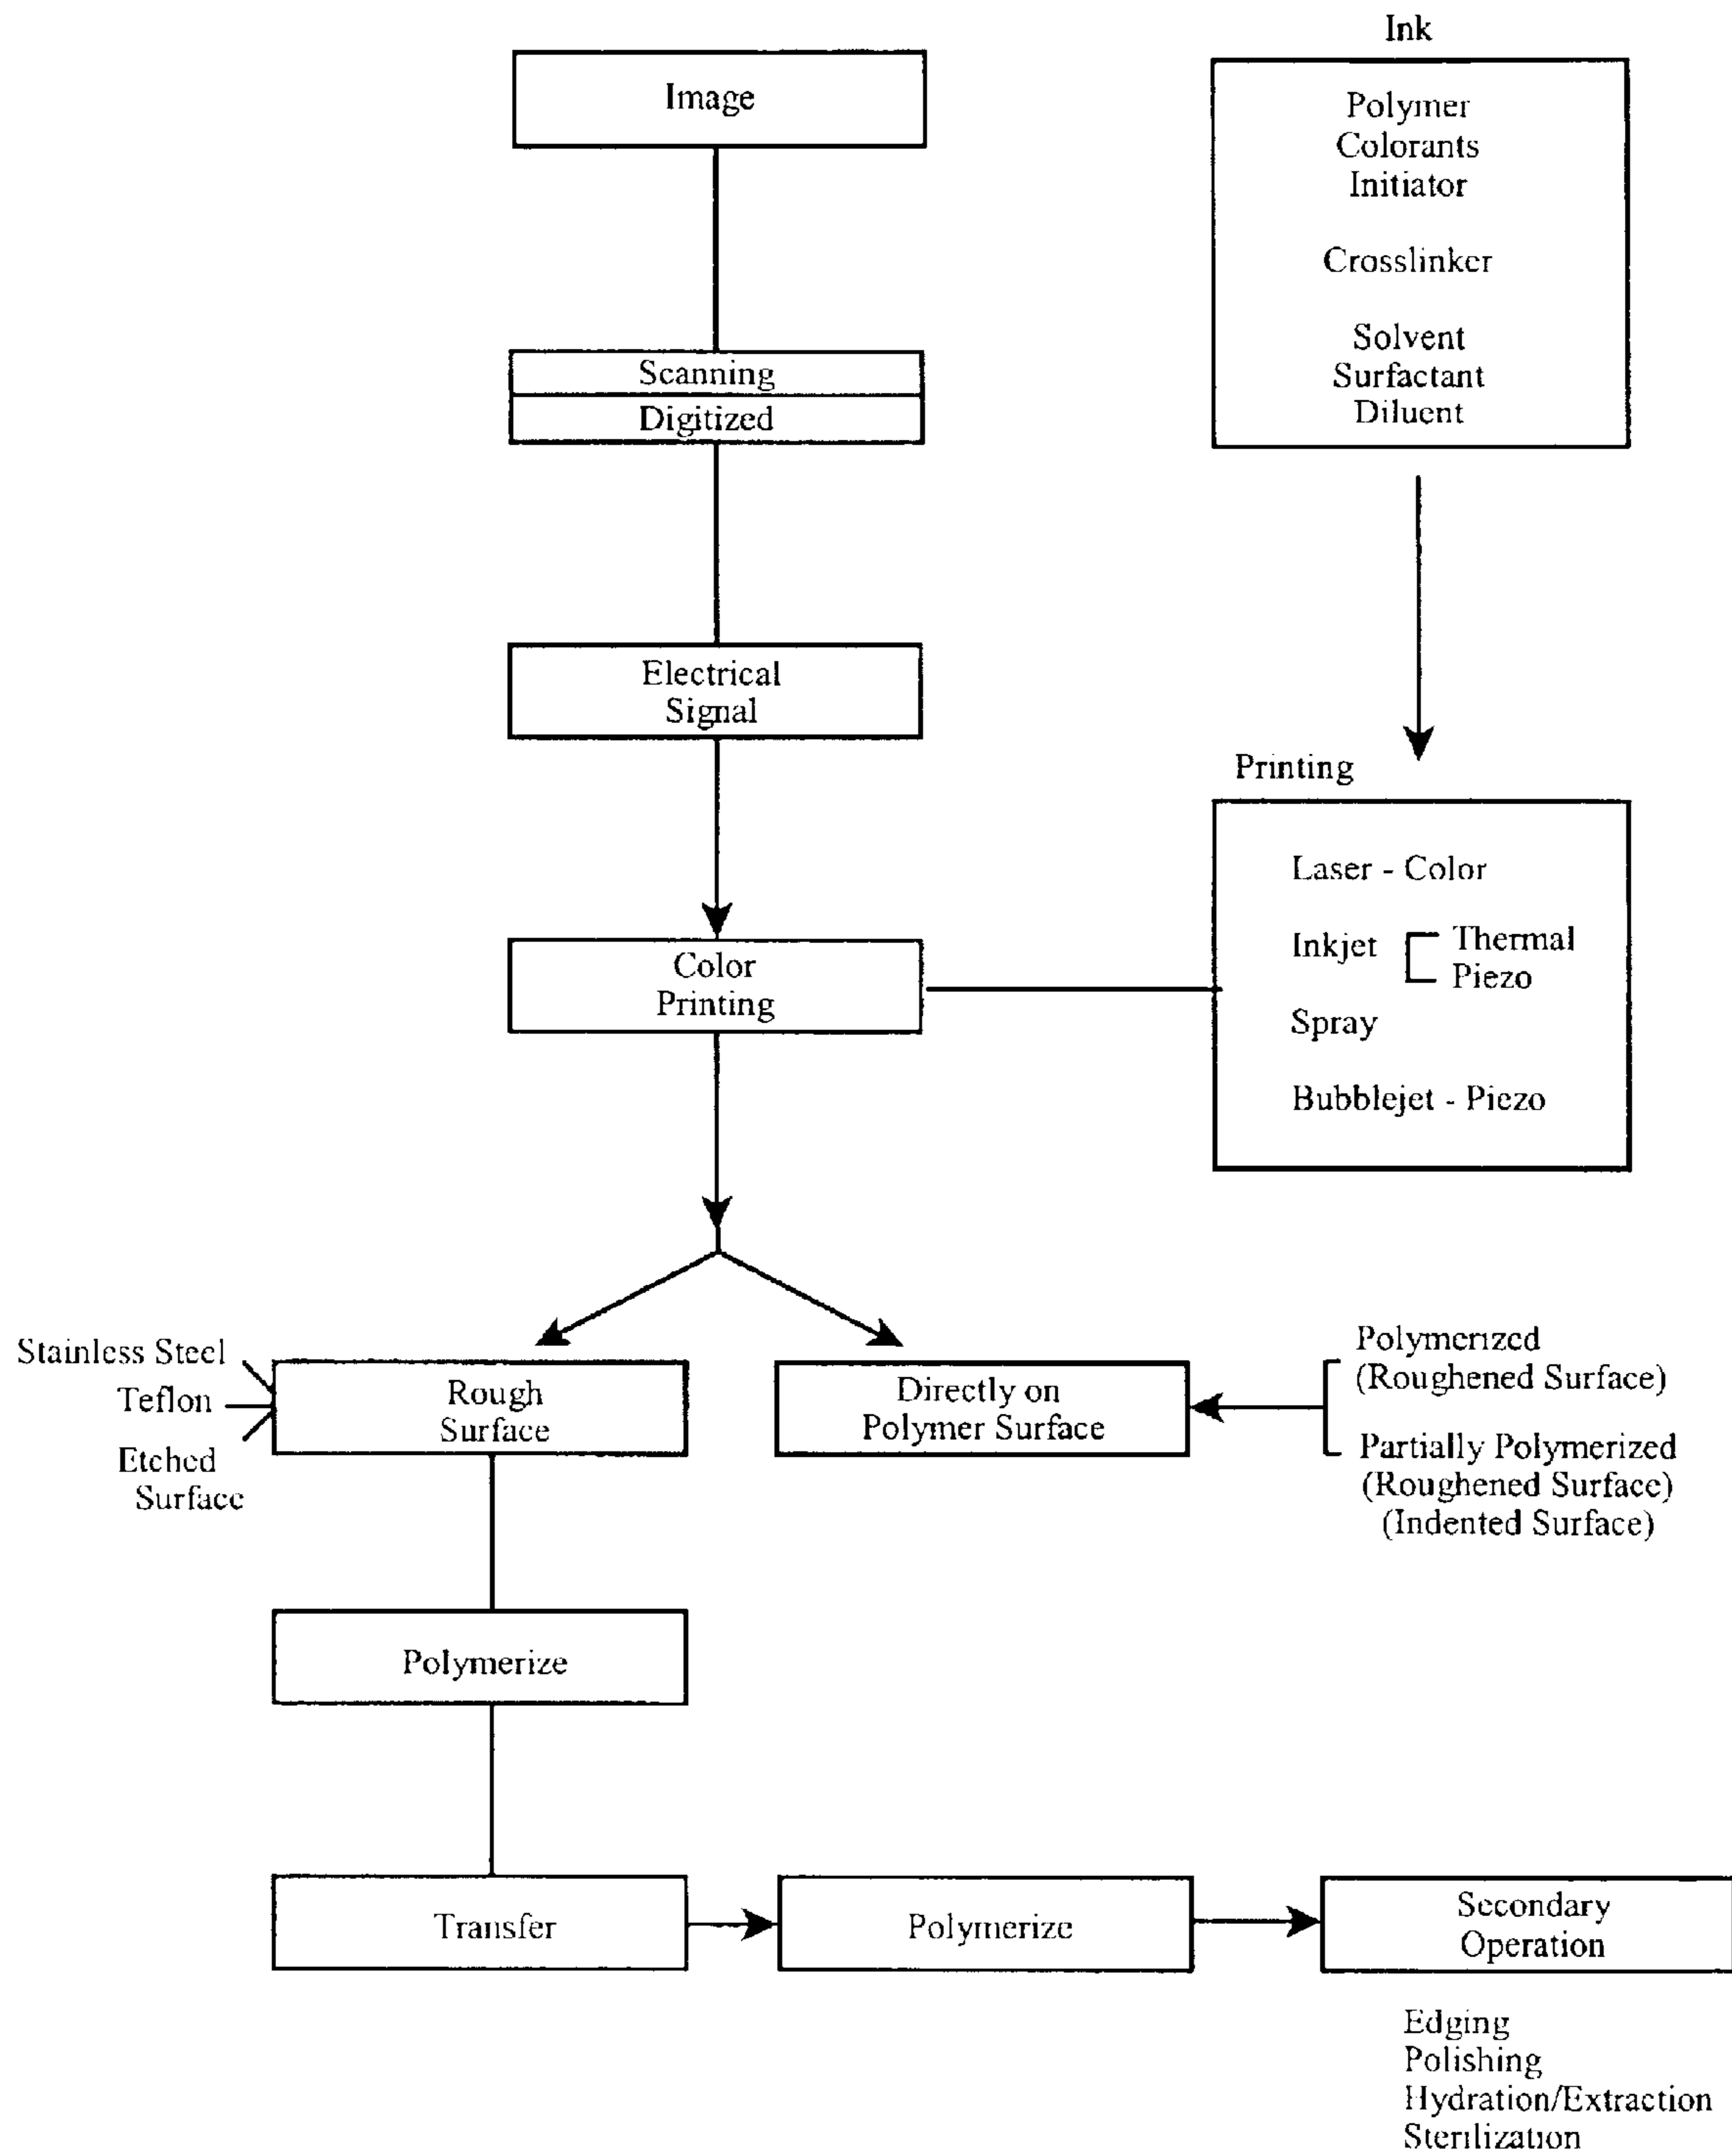 Ink
Image
Polymer
Colorants
Initiator
Crosslinker
Solvent
Surfactant
Diluent
Scanning
Digitized
Electrical
Signal
Printing
Laser - Color
Inkjet
Thermal
Piezo
Spray
Bubblejet - Piezo
Color
Printing
Stainless Steel
Teflon
Etched
Surface
Rough
Surface
Directly on
Polymer Surface
Polymerized
(Roughened Surface)
Partially Polymerized
(Roughened Surface)
(Indented Surface)
Polymerize
Transfer
Polymerize
Secondary
Operation
Edging
Polishing
Hydration/Extraction
Sterilization